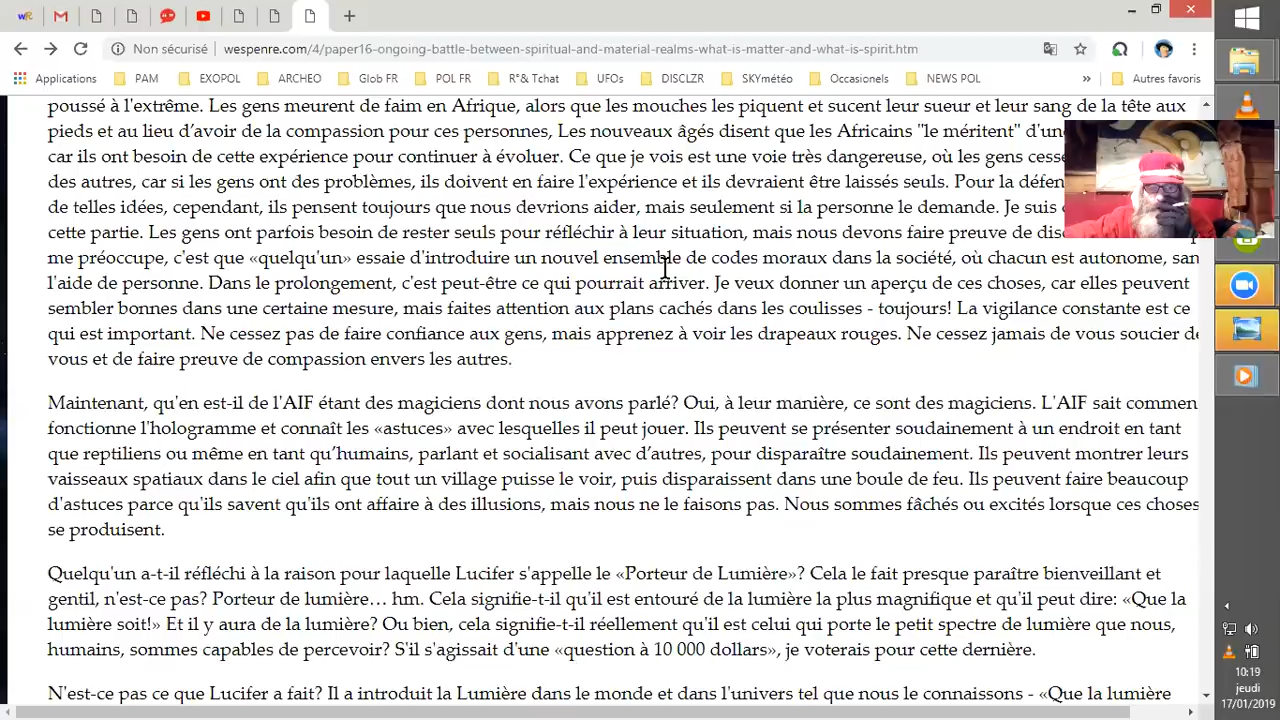 Non sécurisé
wespenre.com/4/paper16-ongoing-battle-between-spiritual-and-material-realms-what-is-matter-and-what-is-spirit.htm
Applications PAM EXOPOL ARCHEO Glob FR POL FR R°& Tchat UFOs DISCLZR SKYmétéo Occasionels NEWS POL » Autres favoris
poussé à l'extrême. Les gens meurent de faim en Afrique, alors que les mouches les piquent et sucent leur sueur et leur sang de la tête aux
pieds et au lieu d'avoir de la compassion pour ces personnes, Les nouveaux âgés disent que les Africains "le méritent"
car ils ont besoin de cette expérience pour continuer à évoluer. Ce que je vois est une voie très dangereuse, où les gens
des autres, car si les gens ont des problèmes, ils doivent en faire l'expérience et ils devraient être laissés seuls. Pour la
de telles idées, cependant, ils pensent toujours que nous devrions aider, mais seulement si la personne le demande. Je suis
cette partie. Les gens ont parfois besoin de rester seuls pour réfléchir à leur situation, mais nous devons faire preuve de
me préoccupe, c'est que «quelqu'un» essaie d'introduire un nouvel ensemble de codes moraux dans la société, où chacun est autonome, san
l'aide de personne. Dans le prolongement, c'est peut-être ce qui pourrait arriver. Je veux donner un aperçu de ces choses, car elles peuvent
sembler bonnes dans une certaine mesure, mais faites attention aux plans cachés dans les coulisses - toujours! La vigilance constante est ce
qui est important. Ne cessez pas de faire confiance aux gens, mais apprenez à voir les drapeaux rouges. Ne cessez jamais de vous soucier de
vous et de faire preuve de compassion envers les autres.
Maintenant, qu'en est-il de l'AIF étant des magiciens dont nous avons parlé? Oui, à leur manière, ce sont des magiciens. L'AIF sait commen
fonctionne l'hologramme et connaît les «astuces» avec lesquelles il peut jouer. Ils peuvent se présenter soudainement à un endroit en tant
que reptiliens ou même en tant qu'humains, parlant et socialisant avec d'autres, pour disparaître soudainement. Ils peuvent montrer leurs
vaisseaux spatiaux dans le ciel afin que tout un village puisse le voir, puis disparaissent dans une boule de feu. Ils peuvent faire beaucoup
d'astuces parce qu'ils savent qu'ils ont affaire à des illusions, mais nous ne le faisons pas. Nous sommes fâchés ou excités lorsque ces choses
se produisent.
Quelqu'un a-t-il réfléchi à la raison pour laquelle Lucifer s'appelle le «Porteur de Lumière»? Cela le fait presque paraître bienveillant et
gentil, n'est-ce pas? Porteur de lumière… hm. Cela signifie-t-il qu'il est entouré de la lumière la plus magnifique et qu'il peut dire: «Que la
lumière soit!» Et il y aura de la lumière? Ou bien, cela signifie-t-il réellement qu'il est celui qui porte le petit spectre de lumière que nous,
humains, sommes capables de percevoir? S'il s'agissait d'une «question à 10 000 dollars», je voterais pour cette dernière.
N'est-ce pas ce que Lucifer a fait? Il a introduit la Lumière dans le monde et dans l'univers tel que nous le connaissons - «Que la lumière
10:19
jeudi
17/01/2019